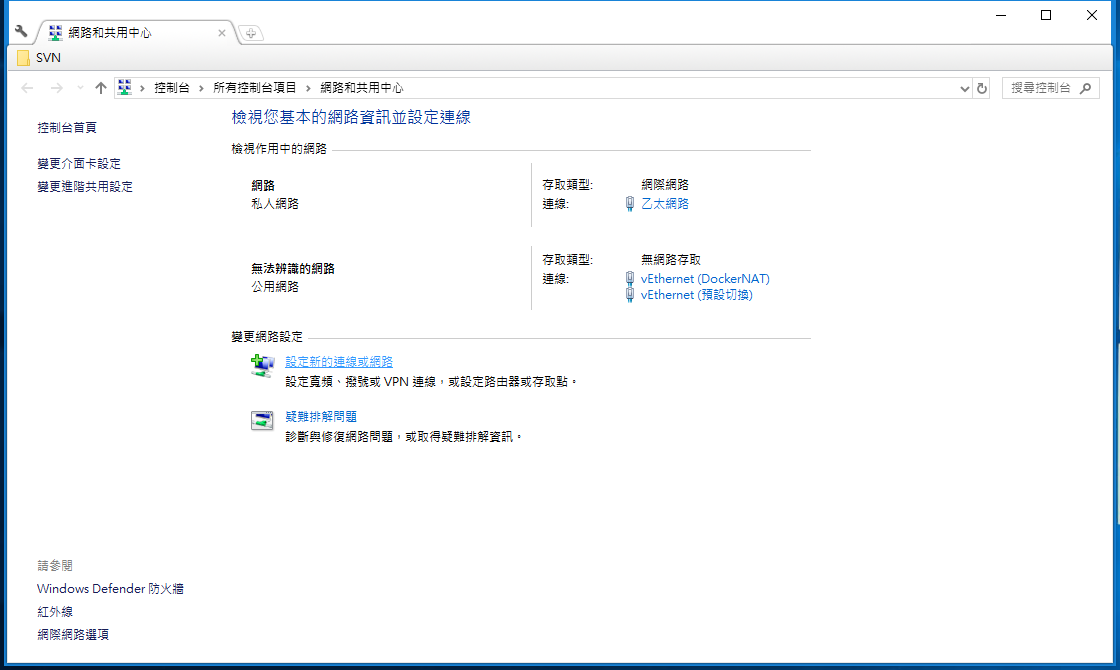 網路和共用中心
SVN
控制台 > 所有控制台項目 > 網路和共用中心
搜尋控制台
控制台首頁
變更介面卡設定
變更進階共用設定
檢視您基本的網路資訊並設定連線
檢視作用中的網路
網路
私人網路
存取類型: 網際網路
連線: 乙太網路
無法辨識的網路
公用網路
存取類型: 無網路存取
連線: vEthernet (DockerNAT)
vEthernet (預設切換)
變更網路設定
設定新的連線或網路
設定寬頻、撥號或 VPN 連線，或設定路由器或存取點。
疑難排解問題
診斷與修復網路問題，或取得疑難排解資訊。
請參閱
Windows Defender 防火牆
紅外線
網際網路選項